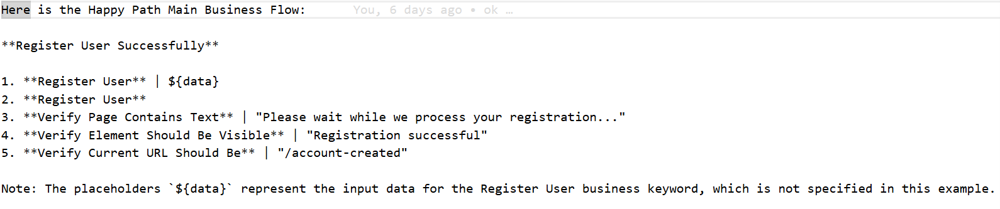 Here is the Happy Path Main Business Flow: You, 6 days ago • ok …
**Register User Successfully**
1. **Register User** | ${data}
2. **Register User**
3. **Verify Page Contains Text** | "Please wait while we process your registration..."
4. **Verify Element Should Be Visible** | "Registration successful"
5. **Verify Current URL Should Be** | "/account-created"
Note: The placeholders `${data}` represent the input data for the Register User business keyword, which is not specified in this example.